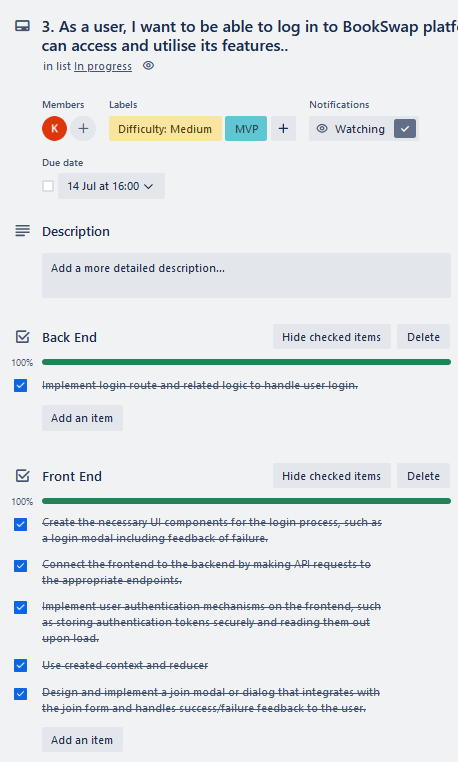 3. As a user, I want to be able to log in to BookSwap
can access and utilise its features..
in list In progress
Members
Labels
Notifications
K
Difficulty: Medium
MVP
Watching
Due date
14 Jul at 16:00
Description
Add a more detailed description...
Back End
Hide checked items
Delete
100%
Implement login route and related logic to handle user login.
Add an item
Front End
Hide checked items
Delete
100%
Create the necessary UI components for the login process, such as
a login modal including feedback of failure.
Connect the frontend to the backend by making API requests to
the appropriate endpoints.
Implement user authentication mechanisms on the frontend, such
as storing authentication tokens securely and reading them out
upon load.
Use created context and reducer
Design and implement a join modal or dialog that integrates with
the join form and handles success/failure feedback to the user.
Add an item